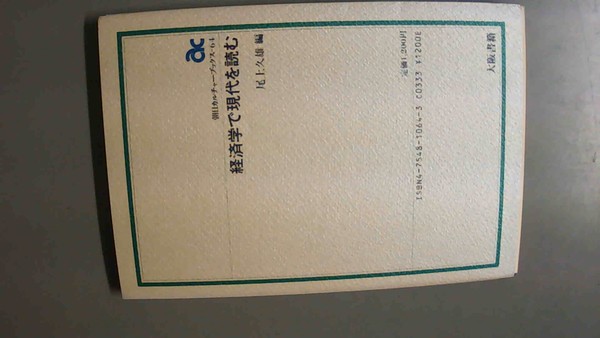 ac
朝日カルチャーブックス・64
経済学で現代を読む
尾上久雄 編
定価1,200円
ISBN4-7548-1064-3 C0333 ¥1200E
大阪書籍